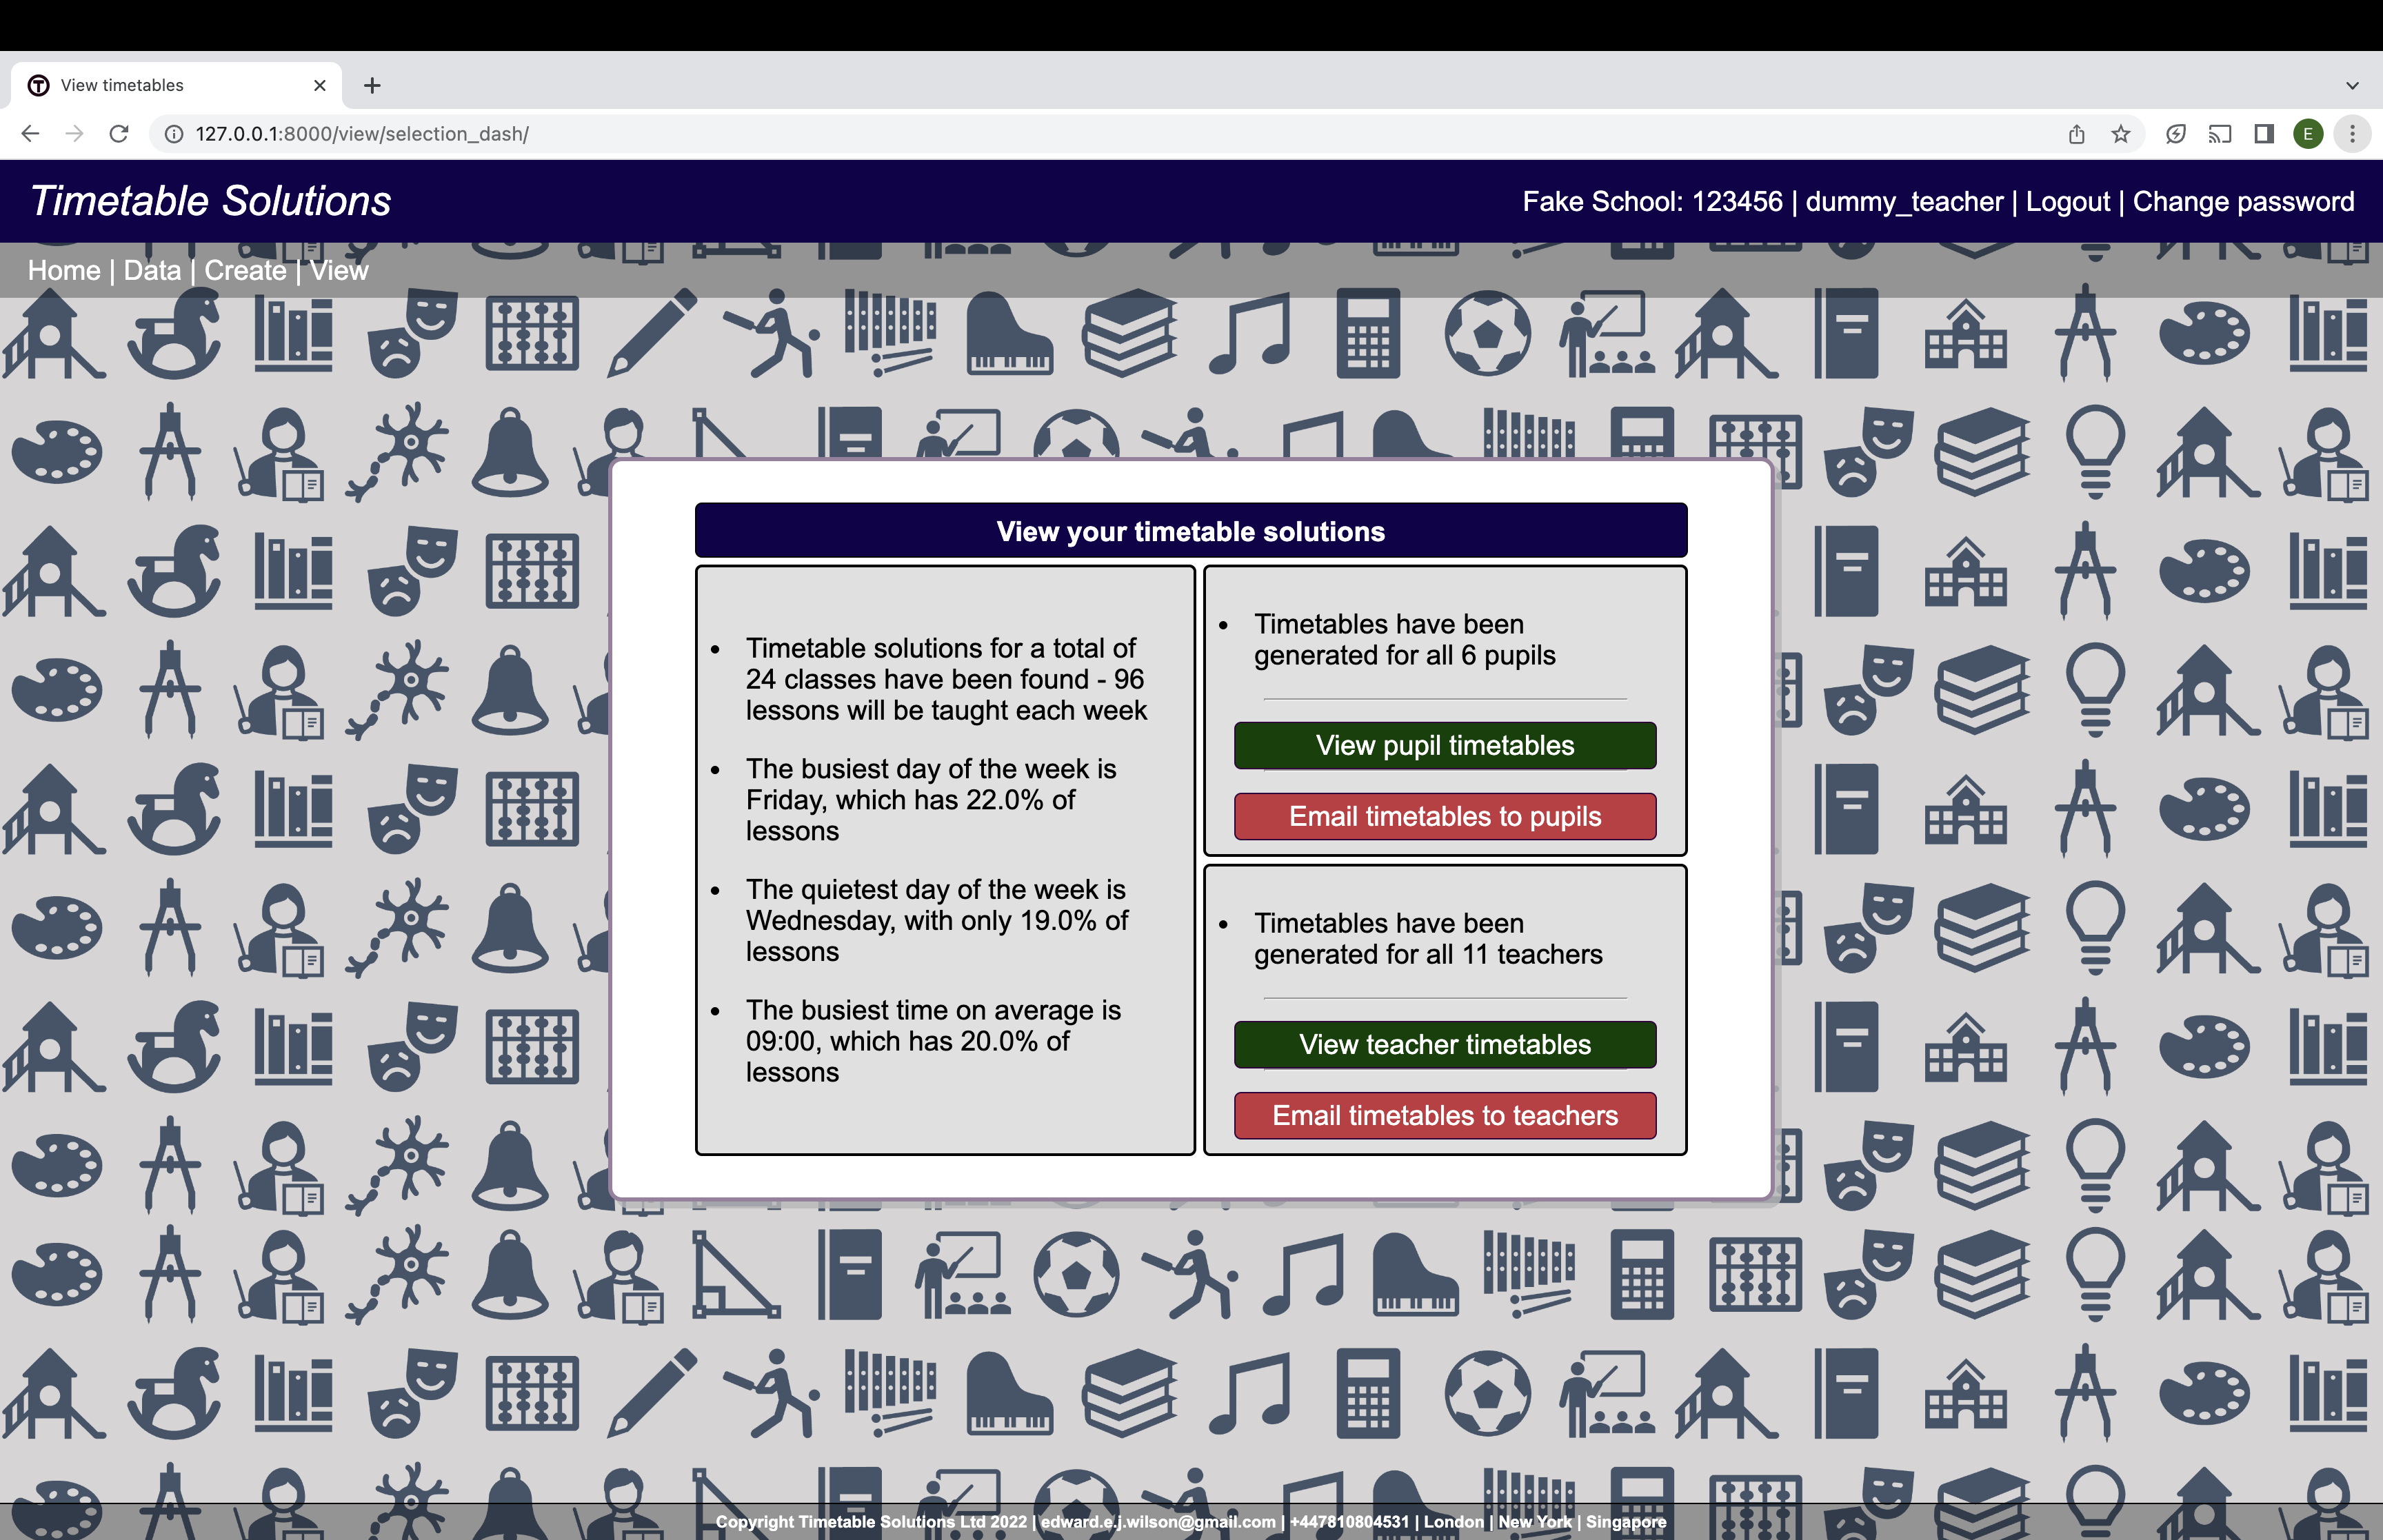 View timetables
127.0.0.1:8000/view/selection_dash/
E
Timetable Solutions
Fake School: 123456 | dummy_teacher | Logout | Change password
Home | Data | Create | View
View your timetable solutions
• Timetable solutions for a total of
24 classes have been found - 96
lessons will be taught each week
• The busiest day of the week is
Friday, which has 22.0% of
lessons
• The quietest day of the week is
Wednesday, with only 19.0% of
lessons
• The busiest time on average is
09:00, which has 20.0% of
lessons
• Timetables have been
generated for all 6 pupils
View pupil timetables
Email timetables to pupils
• Timetables have been
generated for all 11 teachers
View teacher timetables
Email timetables to teachers
Copyright Timetable Solutions Ltd 2022 | edward.e.j.wilson@gmail.com | +447810804531 | London | New York | Singapore